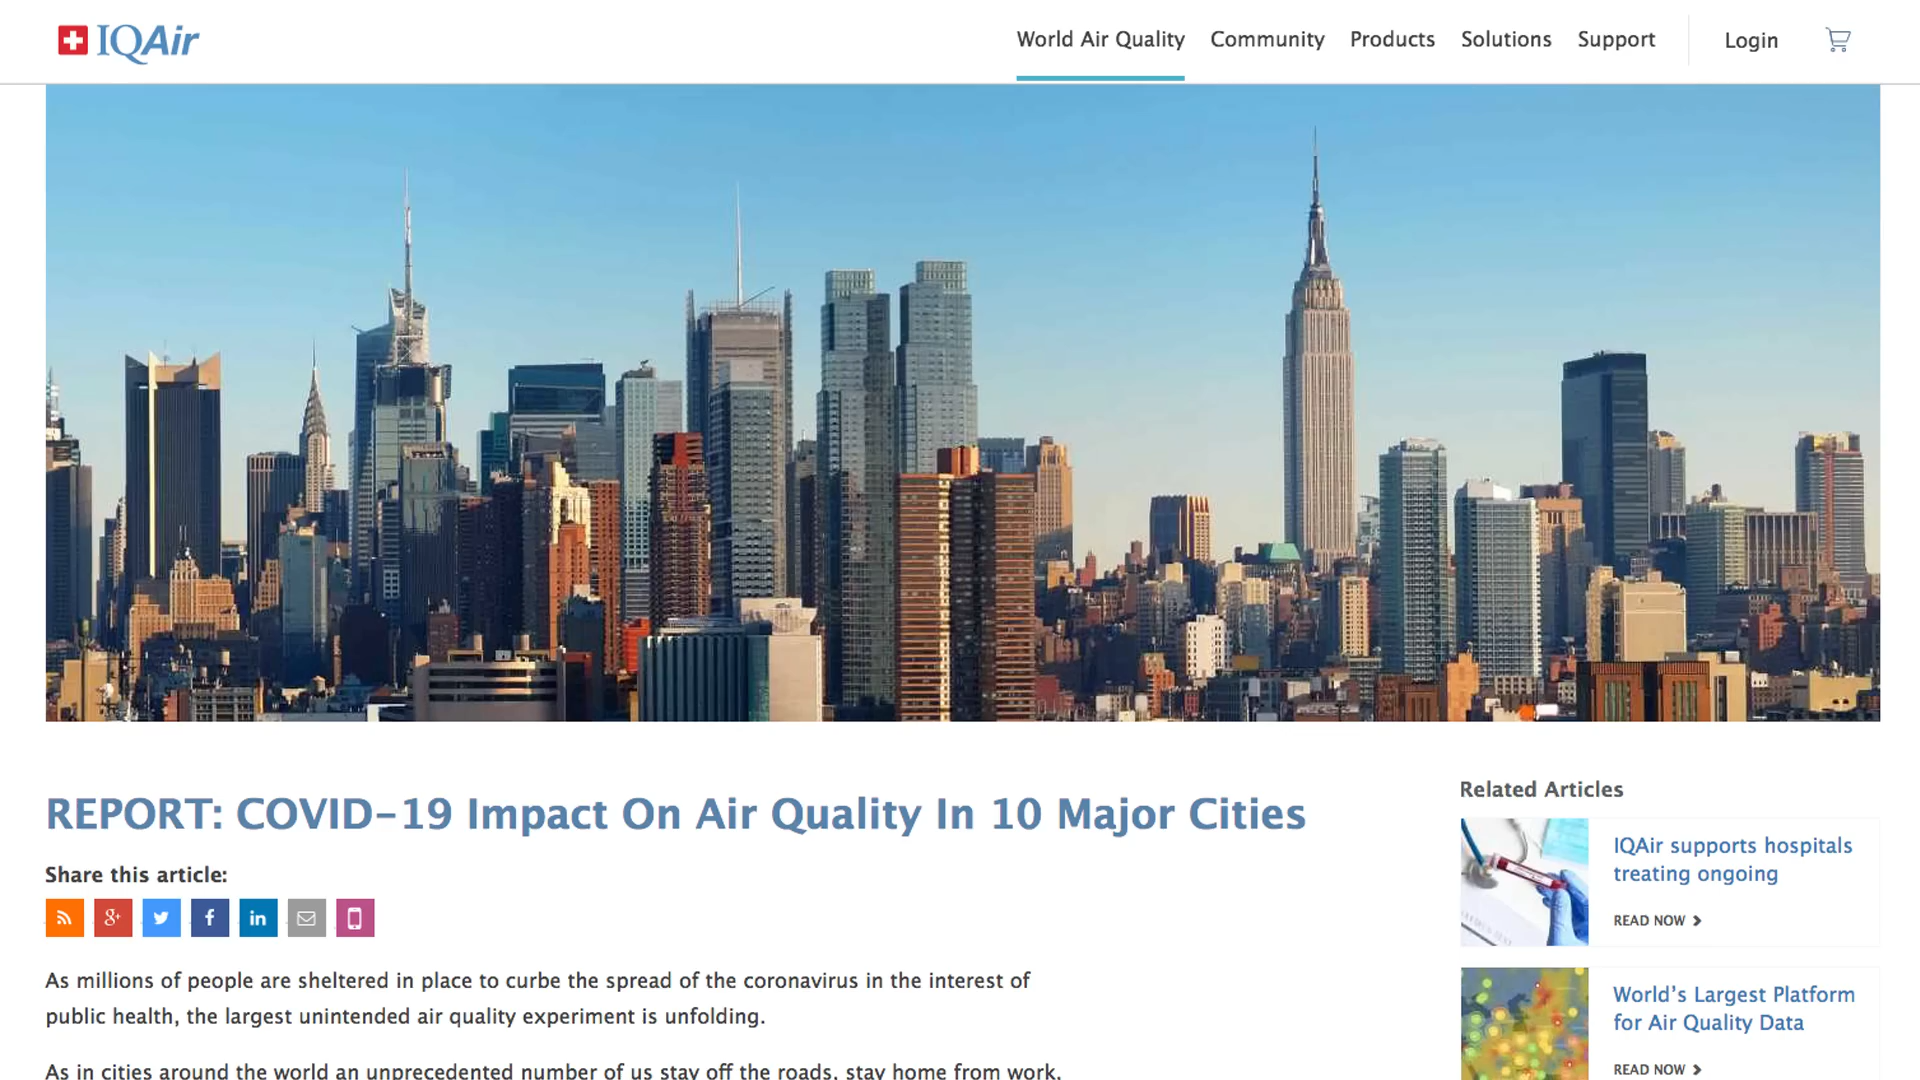 IQAir
World Air Quality
Community
Products
Solutions
Support
Login
REPORT: COVID-19 Impact On Air Quality In 10 Major Cities
Share this article:
As millions of people are sheltered in place to curbe the spread of the coronavirus in the interest of
public health, the largest unintended air quality experiment is unfolding.
As in cities around the world an unprecedented number of us stay off the roads, stay home from work,
Related Articles
IQAir supports hospitals
treating ongoing
READ NOW
World's Largest Platform
for Air Quality Data
READ NOW